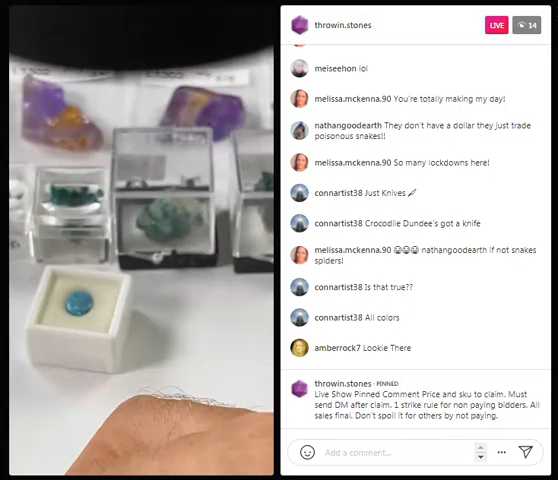 throwin.stones
LIVE
14
meiseehon lol
melissa.mckenna.90 You're totally making my day!
nathangoodearth They don't have a dollar they just trade
poisonous snakes!!
melissa.mckenna.90 So many lockdowns here!
connartist38 Just Knives 🗡
connartist38 Crocodile Dundee's got a knife
melissa.mckenna.90 😂😂😂 nathangoodearth if not snakes
spiders!
connartist38 Is that true??
connartist38 All colors
amberrock7 Lookie There
throwin.stones · PINNED
Live Show Pinned Comment Price and sku to claim. Must
send DM after claim. 1 strike rule for non paying bidders. All
sales final. Don't spoil it for others by not paying.
Add a comment...